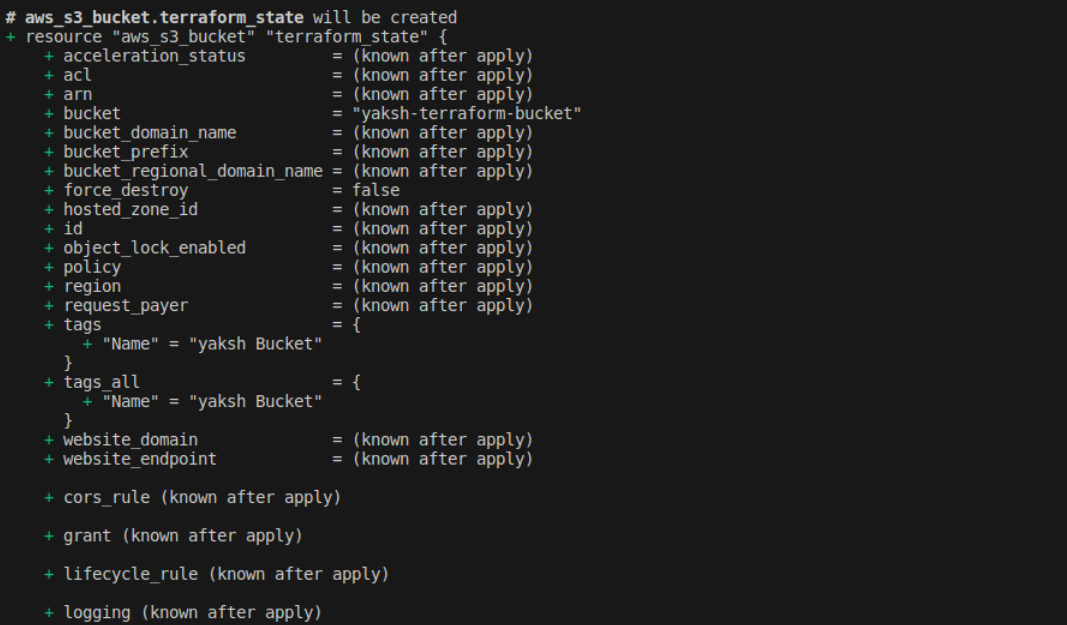 # aws_s3_bucket.terraform_state will be created
+ resource "aws_s3_bucket" "terraform_state" {
    + acceleration_status         = (known after apply)
    + acl                         = (known after apply)
    + arn                         = (known after apply)
    + bucket                      = "yaksh-terraform-bucket"
    + bucket_domain_name          = (known after apply)
    + bucket_prefix               = (known after apply)
    + bucket_regional_domain_name = (known after apply)
    + force_destroy               = false
    + hosted_zone_id              = (known after apply)
    + id                          = (known after apply)
    + object_lock_enabled         = (known after apply)
    + policy                      = (known after apply)
    + region                      = (known after apply)
    + request_payer               = (known after apply)
    + tags                        = {
        + "Name" = "yaksh Bucket"
      }
    + tags_all                    = {
        + "Name" = "yaksh Bucket"
      }
    + website_domain              = (known after apply)
    + website_endpoint            = (known after apply)

    + cors_rule (known after apply)

    + grant (known after apply)

    + lifecycle_rule (known after apply)

    + logging (known after apply)